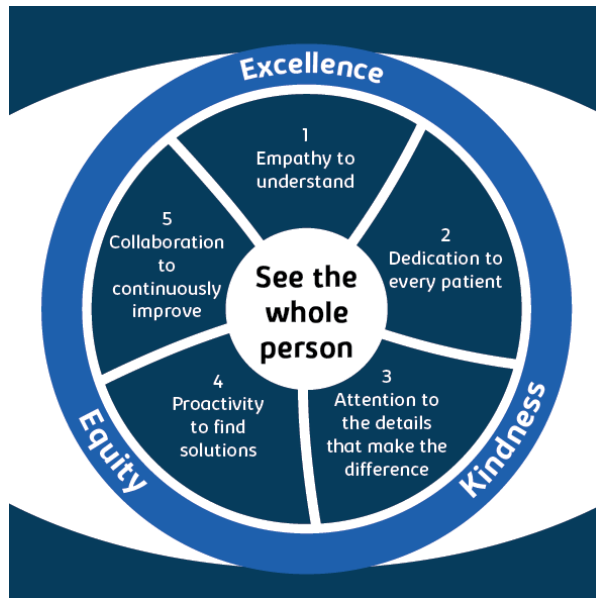 Excellence
1
Empathy to
understand
2
Dedication to
every patient
3
Attention to
the details
that make the
difference
4
Proactivity
to find
solutions
5
Collaboration
to
continuously
improve
See the
whole
person
Equity
Kindness